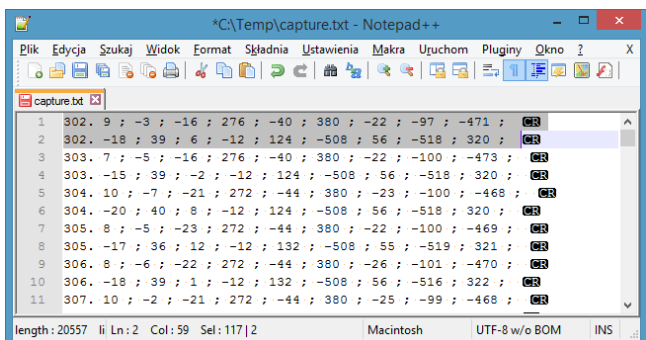 *C:\Temp\capture.txt - Notepad++
Plik Edycja Szukaj Widok Format Składnia Ustawienia Makra Uruchom Pluginy Okno ? X
capture.txt
1 302. 9 ; -3 ; -16 ; 276 ; -40 ; 380 ; -22 ; -97 ; -471 ; CR
2 302. -18 ; 39 ; 6 ; -12 ; 124 ; -508 ; 56 ; -518 ; 320 ; CR
3 303. 7 ; -5 ; -16 ; 276 ; -40 ; 380 ; -22 ; -100 ; -473 ; CR
4 303. -15 ; 39 ; -2 ; -12 ; 124 ; -508 ; 56 ; -518 ; 320 ; CR
5 304. 10 ; -7 ; -21 ; 272 ; -44 ; 380 ; -23 ; -100 ; -468 ; CR
6 304. -20 ; 40 ; 8 ; -12 ; 124 ; -508 ; 56 ; -518 ; 320 ; CR
7 305. 8 ; -5 ; -23 ; 272 ; -44 ; 380 ; -22 ; -100 ; -469 ; CR
8 305. -17 ; 36 ; 12 ; -12 ; 132 ; -508 ; 55 ; -519 ; 321 ; CR
9 306. 8 ; -6 ; -22 ; 272 ; -44 ; 380 ; -26 ; -101 ; -470 ; CR
10 306. -18 ; 39 ; 1 ; -12 ; 132 ; -508 ; 56 ; -516 ; 322 ; CR
11 307. 10 ; -2 ; -21 ; 272 ; -44 ; 380 ; -25 ; -99 ; -468 ; CR
length : 20557 li Ln : 2 Col : 59 Sel : 117 | 2 Macintosh UTF-8 w/o BOM INS